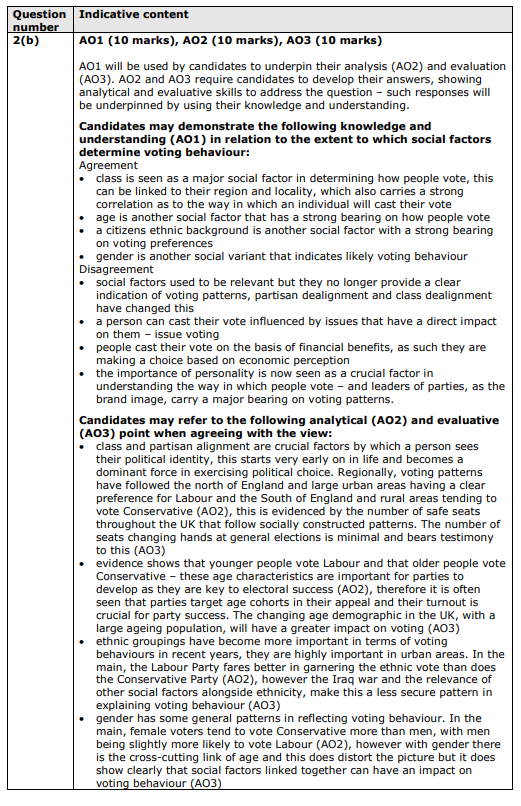 Question number
Indicative content
2(b)
AO1 (10 marks), AO2 (10 marks), AO3 (10 marks)
AO1 will be used by candidates to underpin their analysis (AO2) and evaluation
(AO3). AO2 and AO3 require candidates to develop their answers, showing
analytical and evaluative skills to address the question – such responses will
be underpinned by using their knowledge and understanding.
Candidates may demonstrate the following knowledge and
understanding (AO1) in relation to the extent to which social factors
determine voting behaviour:
Agreement
• class is seen as a major social factor in determining how people vote, this
can be linked to their region and locality, which also carries a strong
correlation as to the way in which an individual will cast their vote
• age is another social factor that has a strong bearing on how people vote
• a citizens ethnic background is another social factor with a strong bearing
on voting preferences
• gender is another social variant that indicates likely voting behaviour
Disagreement
• social factors used to be relevant but they no longer provide a clear
indication of voting patterns, partisan dealignment and class dealignment
have changed this
• a person can cast their vote influenced by issues that have a direct impact
on them – issue voting
• people cast their vote on the basis of financial benefits, as such they are
making a choice based on economic perception
• the importance of personality is now seen as a crucial factor in
understanding the way in which people vote – and leaders of parties, as the
brand image, carry a major bearing on voting patterns.
Candidates may refer to the following analytical (AO2) and evaluative
(AO3) point when agreeing with the view:
• class and partisan alignment are crucial factors by which a person sees
their political identity, this starts very early on in life and becomes a
dominant force in exercising political choice. Regionally, voting patterns
have followed the north of England and large urban areas having a clear
preference for Labour and the South of England and rural areas tending to
vote Conservative (AO2), this is evidenced by the number of safe seats
throughout the UK that follow socially constructed patterns. The number of
seats changing hands at general elections is minimal and bears testimony
to this (AO3)
• evidence shows that younger people vote Labour and that older people vote
Conservative – these age characteristics are important for parties to
develop as they are key to electoral success (AO2), therefore it is often
seen that parties target age cohorts in their appeal and their turnout is
crucial for party success. The changing age demographic in the UK, with a
large ageing population, will have a greater impact on voting (AO3)
• ethnic groupings have become more important in terms of voting
behaviours in recent years, they are highly important in urban areas. In the
main, the Labour Party fares better in garnering the ethnic vote than does
the Conservative Party (AO2), however the Iraq war and the relevance of
other social factors alongside ethnicity, make this a less secure pattern in
explaining voting behaviour (AO3)
• gender has some general patterns in reflecting voting behaviour. In the
main, female voters tend to vote Conservative more than men, with men
being slightly more likely to vote Labour (AO2), however with gender there
is the cross-cutting link of age and this does distort the picture but it does
show clearly that social factors linked together can have an impact on
voting behaviour (AO3)